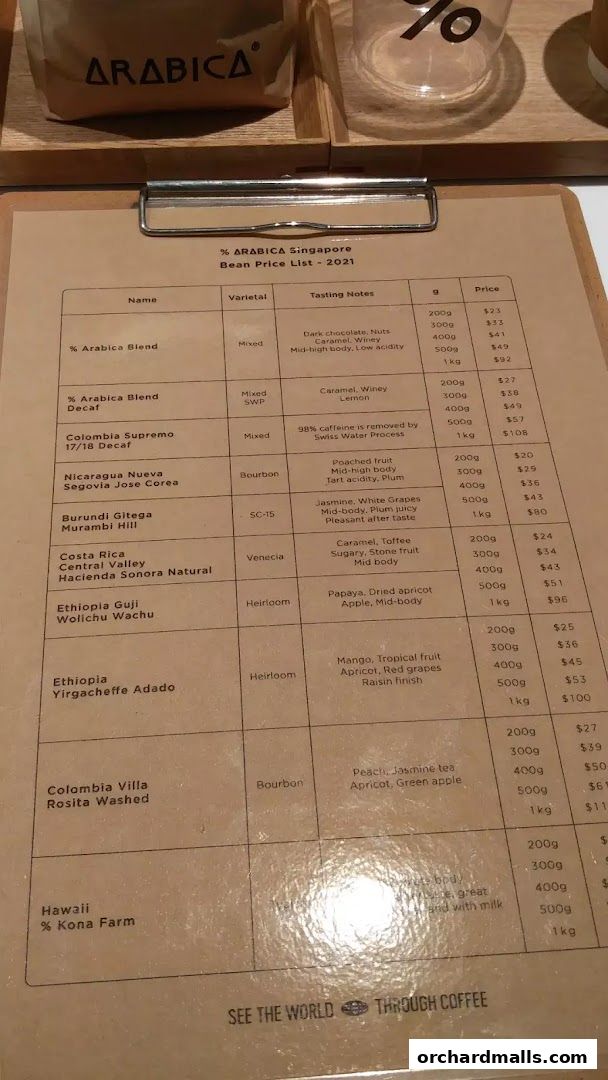 ARABICA®
%
% ARABICA Singapore
Bean Price List - 2021
Name Varietal Tasting Notes g Price
% Arabica Blend Mixed
Dark chocolate, Nuts
Caramel, Winey
Mid-high body, Low acidity
200g $23
300g $33
400g $41
500g $49
1kg $92
% Arabica Blend
Decaf
Mixed
SWP
Caramel, Winey
Lemon
Colombia Supremo
17/18 Decaf
Mixed
98% caffeine is removed by
Swiss Water Process
200g $27
300g $38
400g $49
500g $57
1kg $108
Nicaragua Nueva
Segovia Jose Corea
Bourbon
Poached fruit
Mid-high body
Tart acidity, Plum
Burundi Gitega
Murambi Hill
SC-15
Jasmine, White Grapes
Mid-body, Plum juicy
Pleasant after taste
200g $20
300g $29
400g $36
500g $43
1kg $80
Costa Rica
Central Valley
Hacienda Sonora Natural
Venecia
Caramel, Toffee
Sugary, Stone fruit
Mid body
Ethiopia Guji
Wolichu Wachu
Heirloom
Papaya, Dried apricot
Apple, Mid-body
200g $24
300g $34
400g $43
500g $51
1kg $96
Ethiopia
Yirgacheffe Adado
Heirloom
Mango, Tropical fruit
Apricot, Red grapes
Raisin finish
200g $25
300g $36
400g $45
500g $53
1kg $100
Colombia Villa
Rosita Washed
Bourbon
Peach, Jasmine tea
Apricot, Green apple
200g $27
300g $39
400g $50
500g
1kg
Hawaii
% Kona Farm
body
great
and with milk
200g
300g
400g
500g
1kg
SEE THE WORLD THROUGH COFFEE
orchardmalls.com